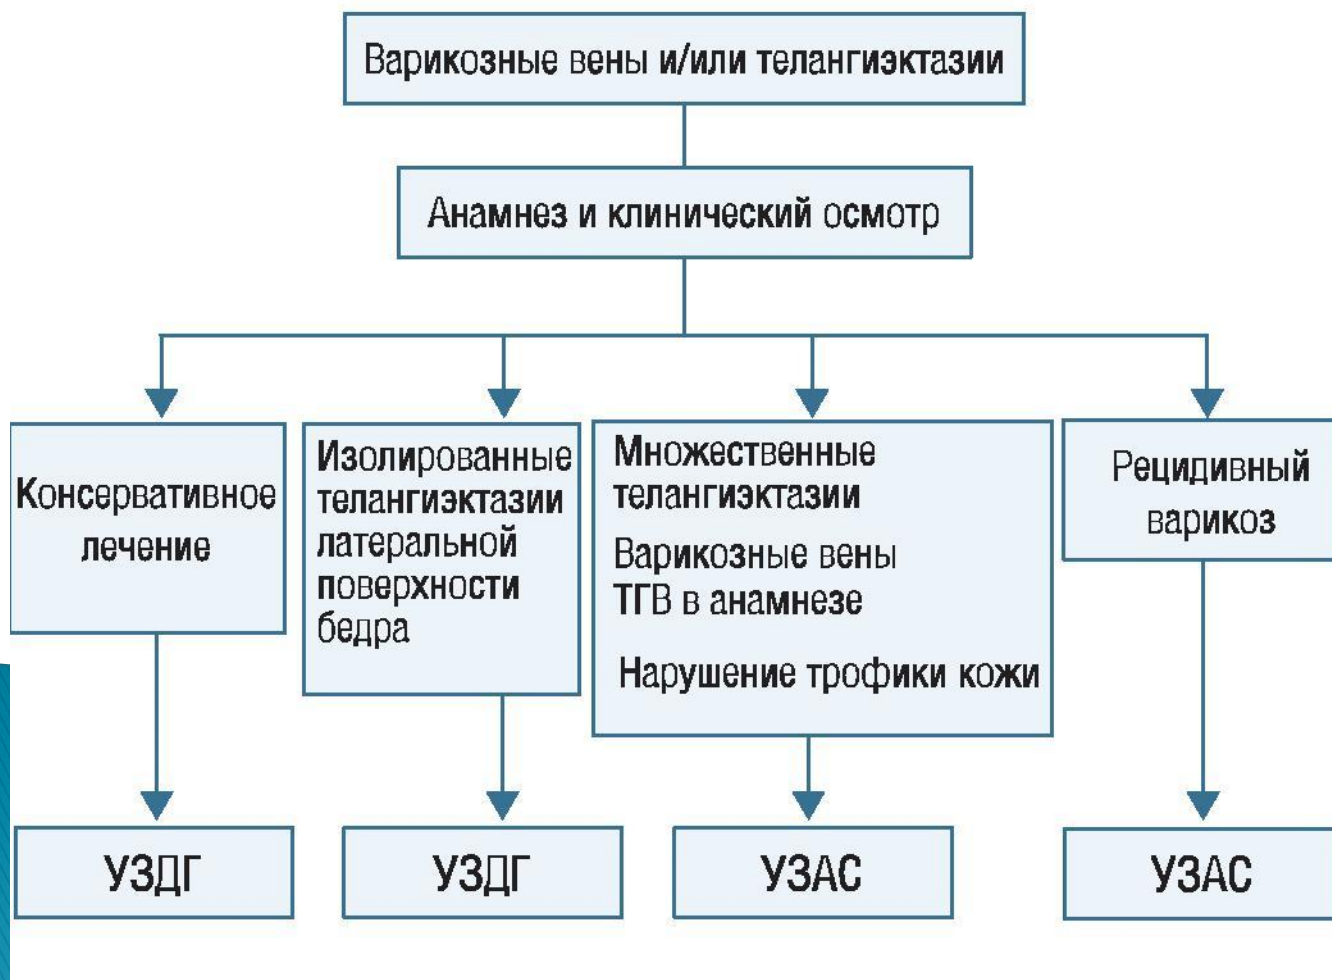 Варикозные вены и/или телангиэктазии
Анамнез и клинический осмотр
Консервативное
лечение
Изолированные
телангиэктазии
латеральной
поверхности
бедра
Множественные
телангиэктазии
Варикозные вены
ТГВ в анамнезе
Нарушение трофики кожи
Рецидивный
варикоз
УЗДГ
УЗДГ
УЗАС
УЗАС